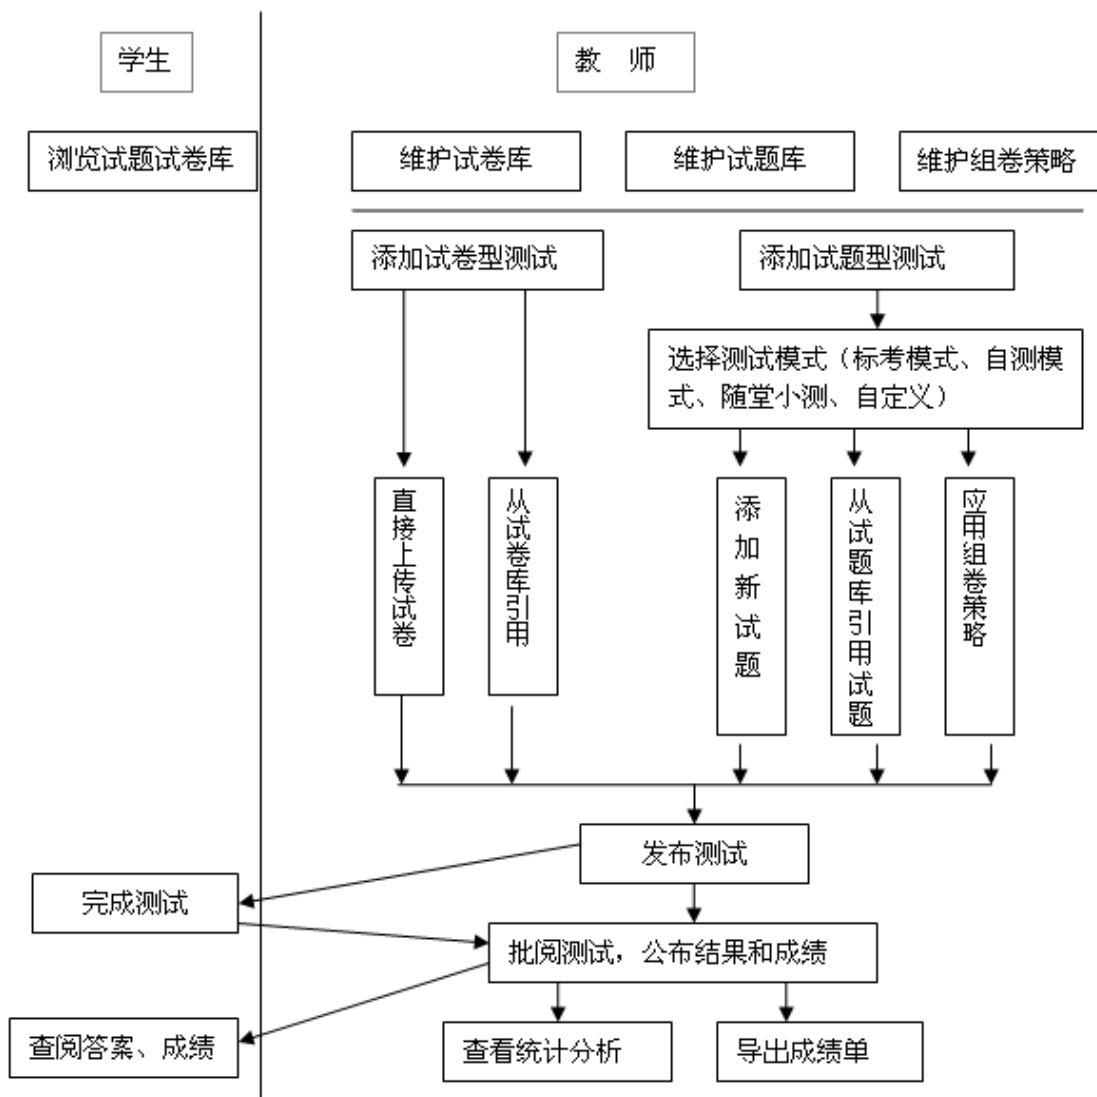 学生
教 师
浏览试题试卷库
维护试卷库
维护试题库
维护组卷策略
添加试卷型测试
添加试题型测试
选择测试模式（标考模式、自测模
式、随堂小测、自定义）
直接上传试卷
从试卷库引用
添加新试题
从试题库引用试题
应用组卷策略
发布测试
完成测试
批阅测试，公布结果和成绩
查阅答案、成绩
查看统计分析
导出成绩单